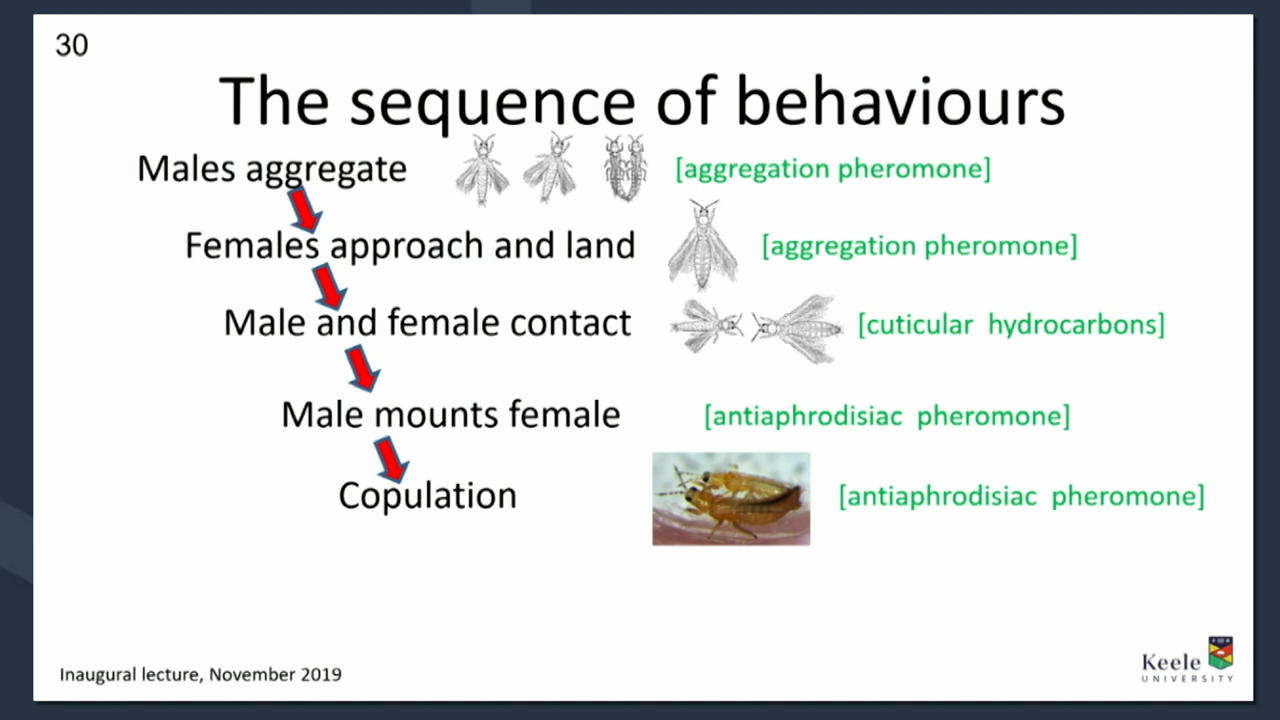 30
The sequence of behaviours
Males aggregate [aggregation pheromone]
Females approach and land [aggregation pheromone]
Male and female contact [cuticular hydrocarbons]
Male mounts female [antiaphrodisiac pheromone]
Copulation [antiaphrodisiac pheromone]
Inaugural lecture, November 2019
Keele
UNIVERSITY